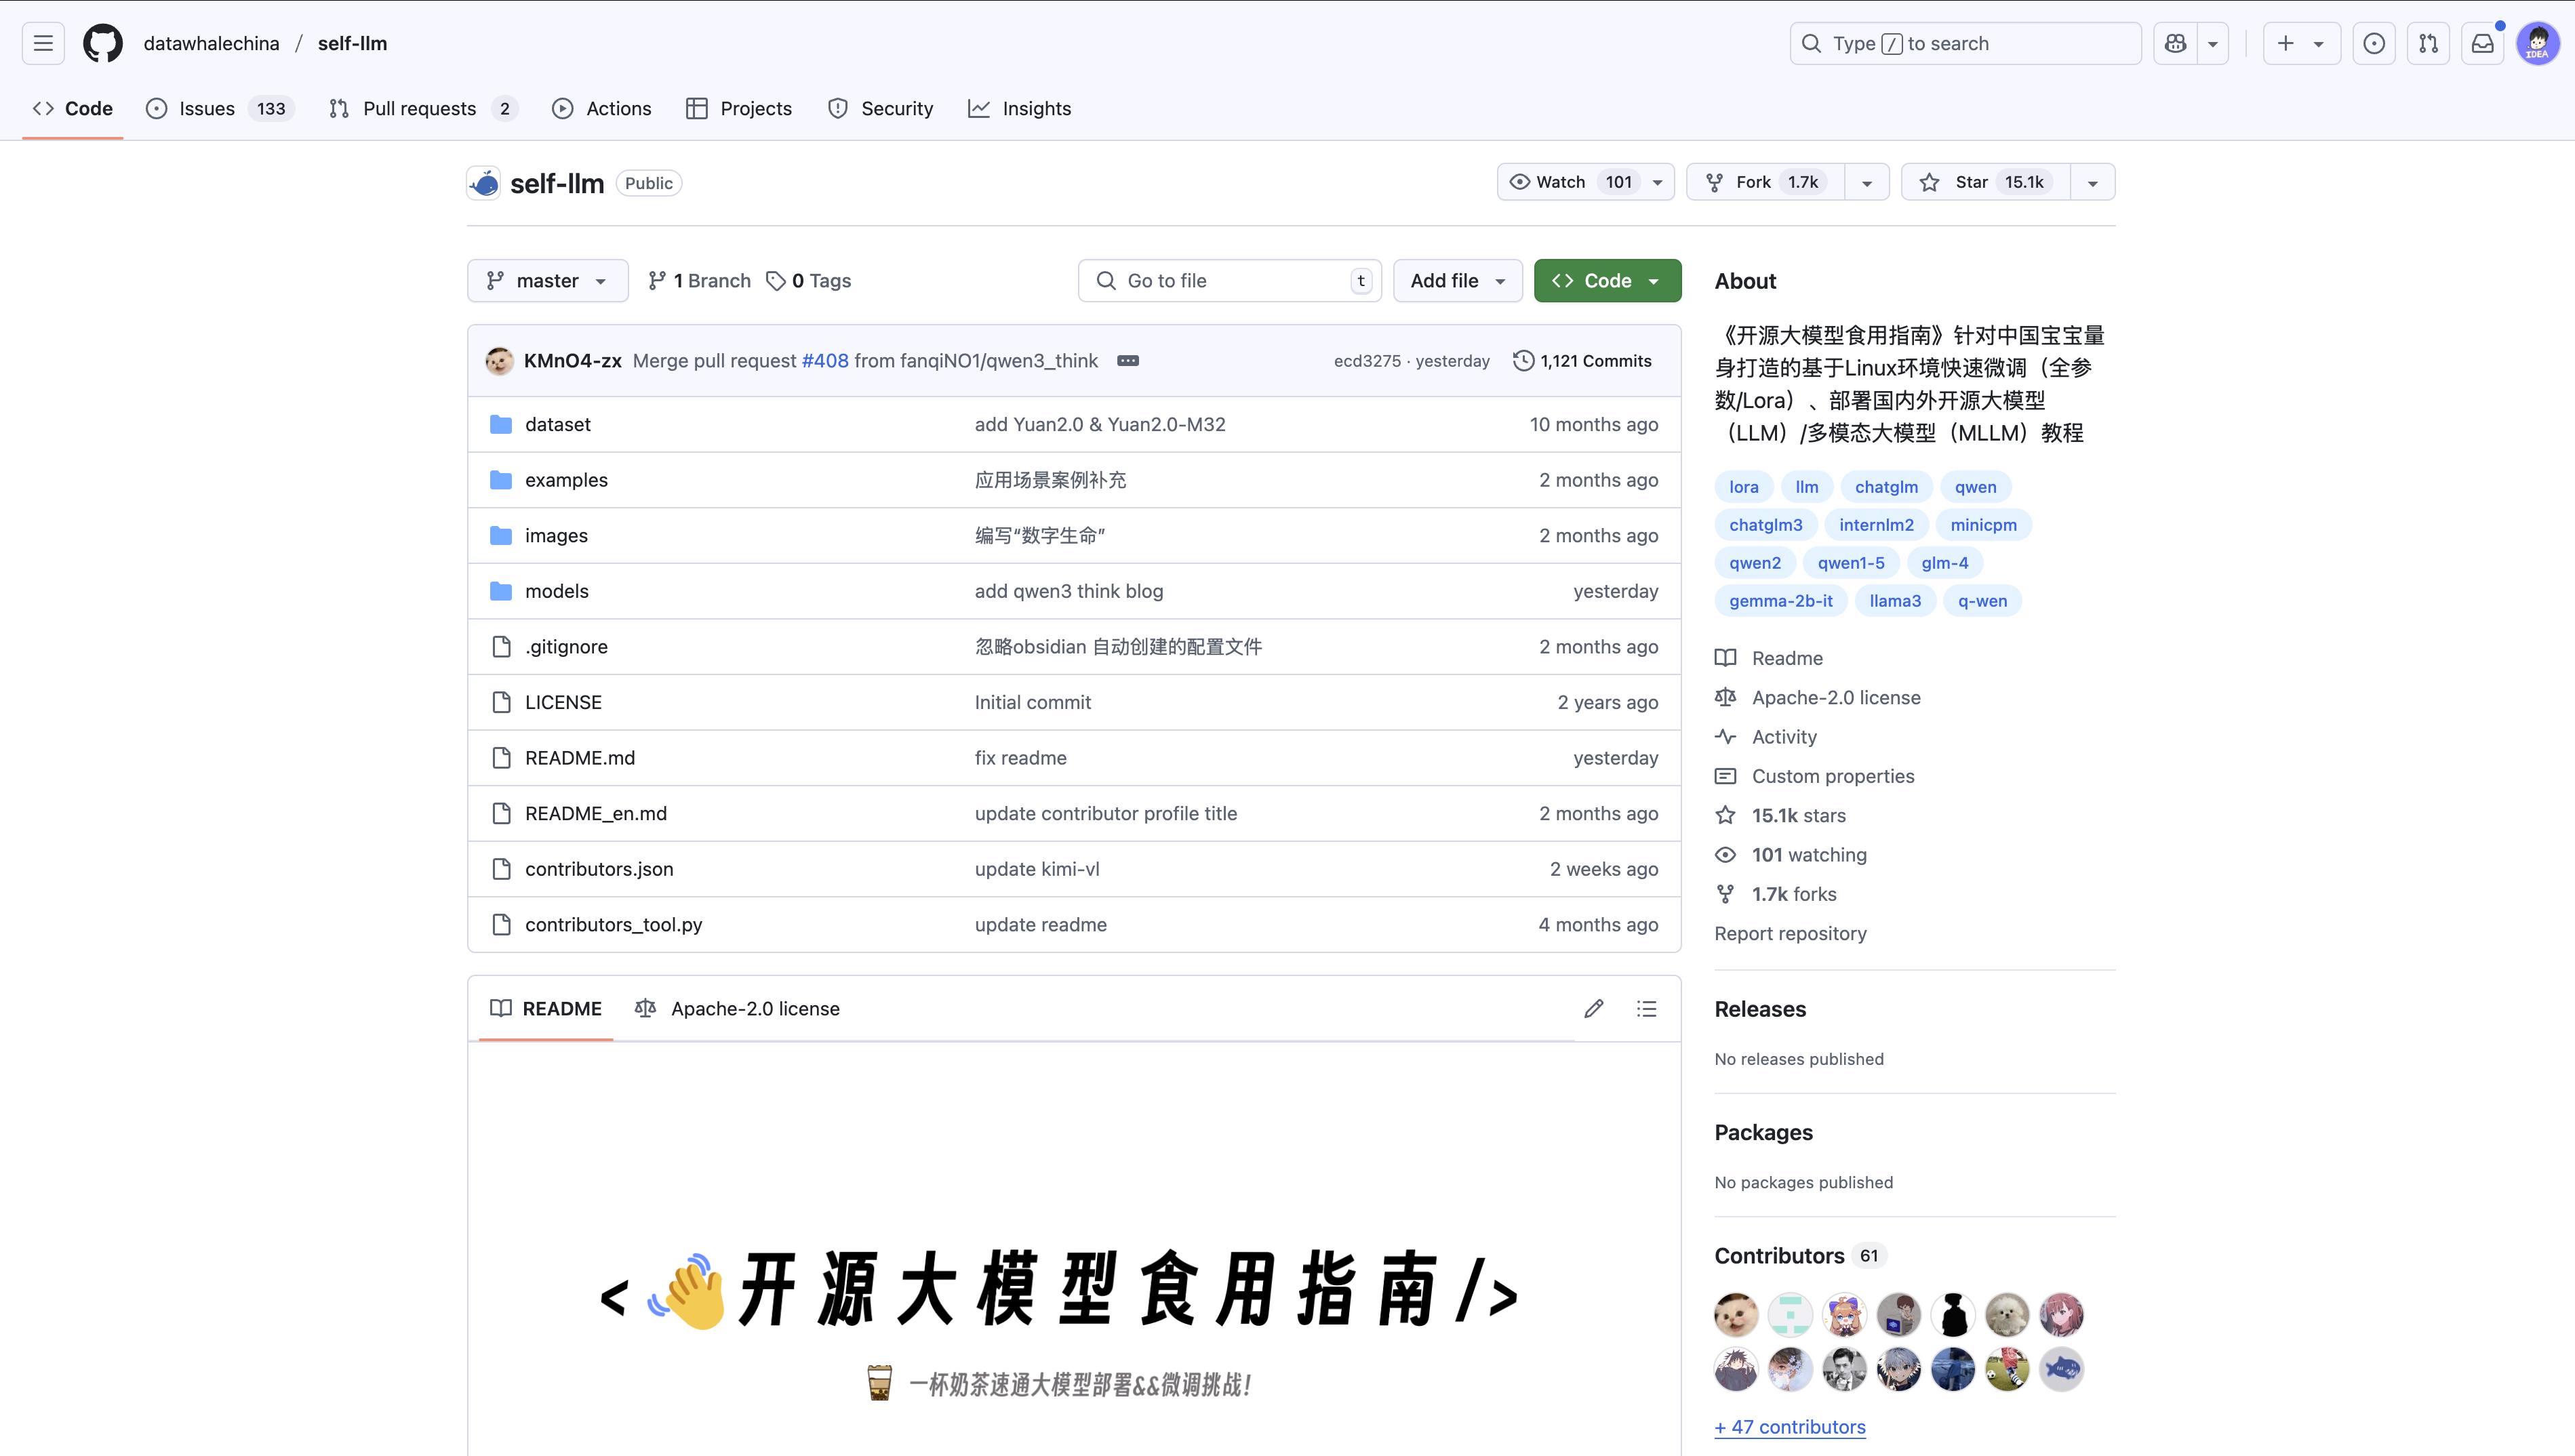 datawhalechina / self-llm
Type / to search
IDEA
Code
Issues 133
Pull requests 2
Actions
Projects
Security
Insights
self-llm Public
Watch 101
Fork 1.7k
Star 15.1k
master
1 Branch
0 Tags
Go to file t
Add file
Code
KMnO4-zx Merge pull request #408 from fanqiNO1/qwen3_think ecd3275 · yesterday 1,121 Commits
dataset add Yuan2.0 & Yuan2.0-M32 10 months ago
examples 应用场景案例补充 2 months ago
images 编写“数字生命” 2 months ago
models add qwen3 think blog yesterday
.gitignore 忽略obsidian 自动创建的配置文件 2 months ago
LICENSE Initial commit 2 years ago
README.md fix readme yesterday
README_en.md update contributor profile title 2 months ago
contributors.json update kimi-vl 2 weeks ago
contributors_tool.py update readme 4 months ago
README
Apache-2.0 license
<👋开源大模型食用指南/>
一杯奶茶速通大模型部署&&微调挑战!
About
《开源大模型食用指南》针对中国宝宝量
身打造的基于Linux环境快速微调（全参
数/Lora）、部署国内外开源大模型
（LLM）/多模态大模型（MLLM）教程
lora llm chatglm qwen
chatglm3 internlm2 minicpm
qwen2 qwen1-5 glm-4
gemma-2b-it llama3 q-wen
Readme
Apache-2.0 license
Activity
Custom properties
15.1k stars
101 watching
1.7k forks
Report repository
Releases
No releases published
Packages
No packages published
Contributors 61
+ 47 contributors